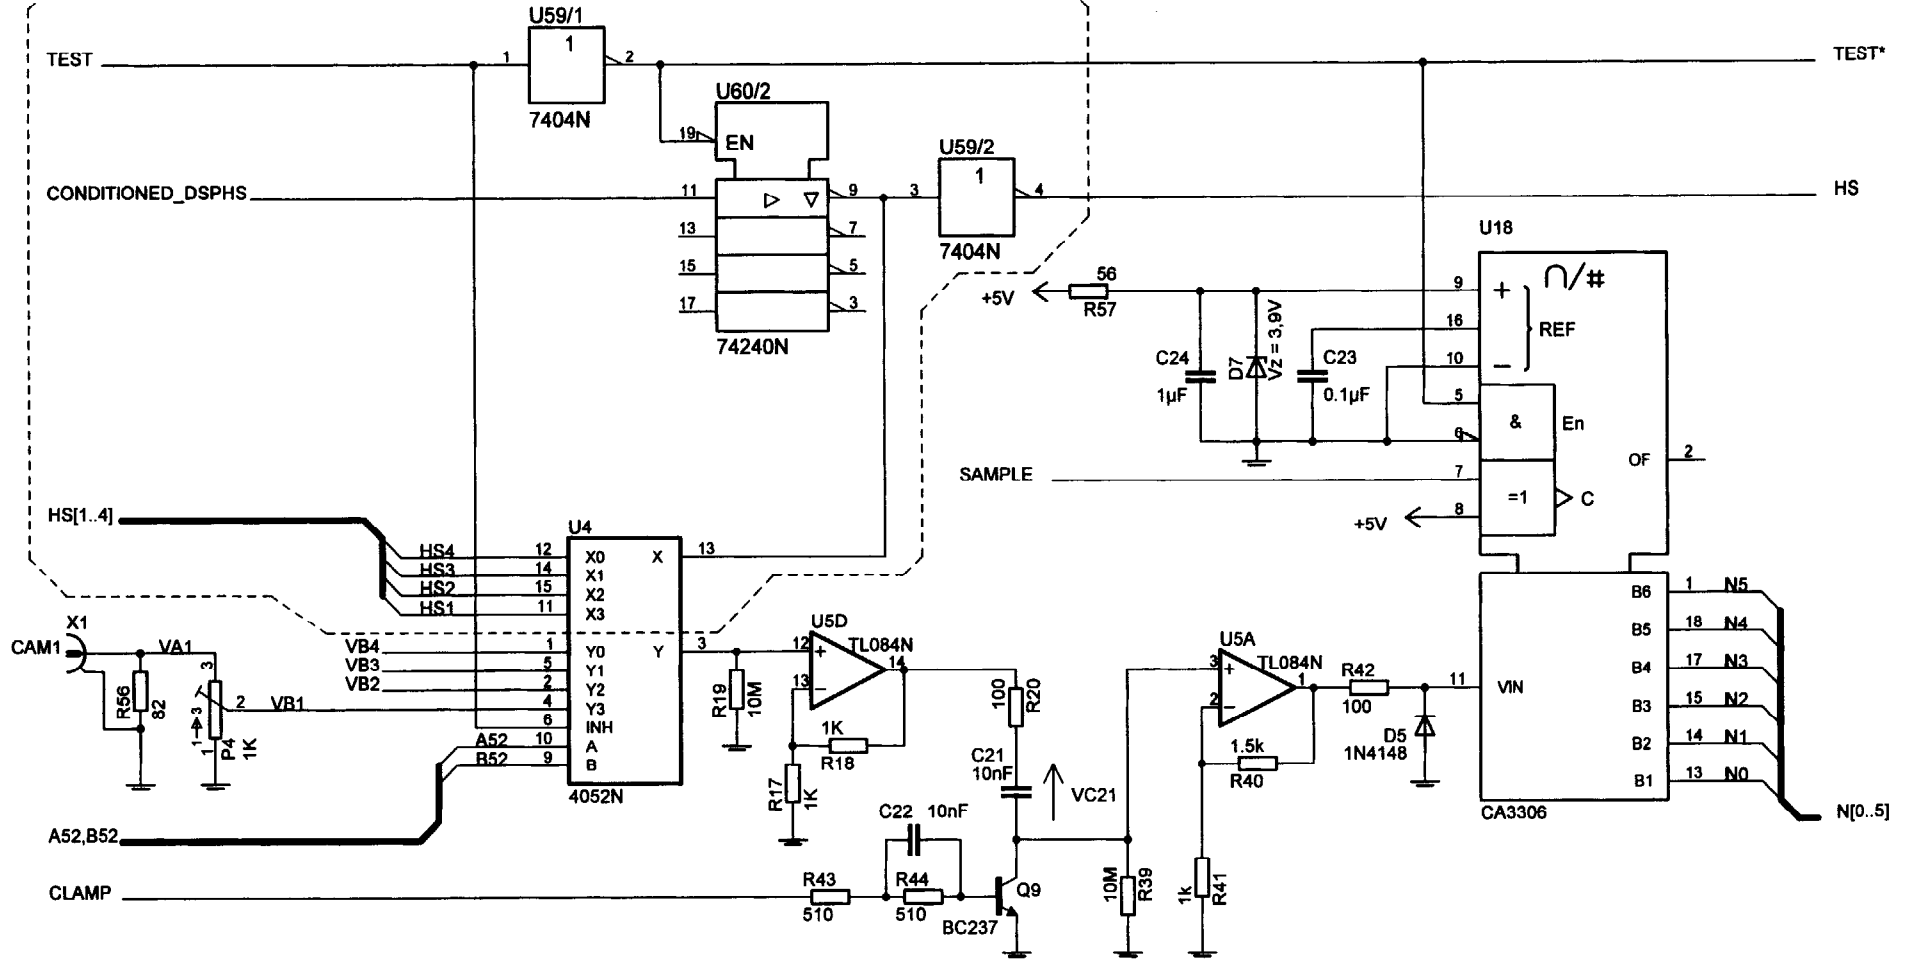 U59/1
1
TEST
1
2
TEST*
7404N
U60/2
19
EN
U59/2
1
CONDITIONED_DSPHS
11
9
3
4
HS
13
7
7404N
15
5
17
3
74240N
U18
∩/#
+5V
56
R57
9
+
16
REF
10
−
C24
1µF
D7
Vz = 3,9V
C23
0.1µF
5
&
En
6
SAMPLE
7
OF
2
=1
C
+5V
8
HS[1..4]
U4
HS4
12
X0
X
13
HS3
14
X1
HS2
15
X2
HS1
11
X3
X1
CAM1
VA1
3
VB4
1
Y0
Y
3
VB3
5
Y1
VB2
2
Y2
R56
82
1
3
2
VB1
4
Y3
1
P4
1K
6
INH
A52
10
A
B52
9
B
4052N
A52,B52
R19
10M
U5D
TL084N
12
+
14
13
−
1K
R18
R17
1K
100
R20
C21
10nF
VC21
C22
10nF
CLAMP
R43
510
R44
510
Q9
BC237
10M
R39
U5A
TL084N
3
+
1
2
−
1.5k
R40
1k
R41
R42
100
D5
1N4148
11
VIN
B6
1
N5
B5
18
N4
B4
17
N3
B3
15
N2
B2
14
N1
B1
13
N0
CA3306
N[0..5]